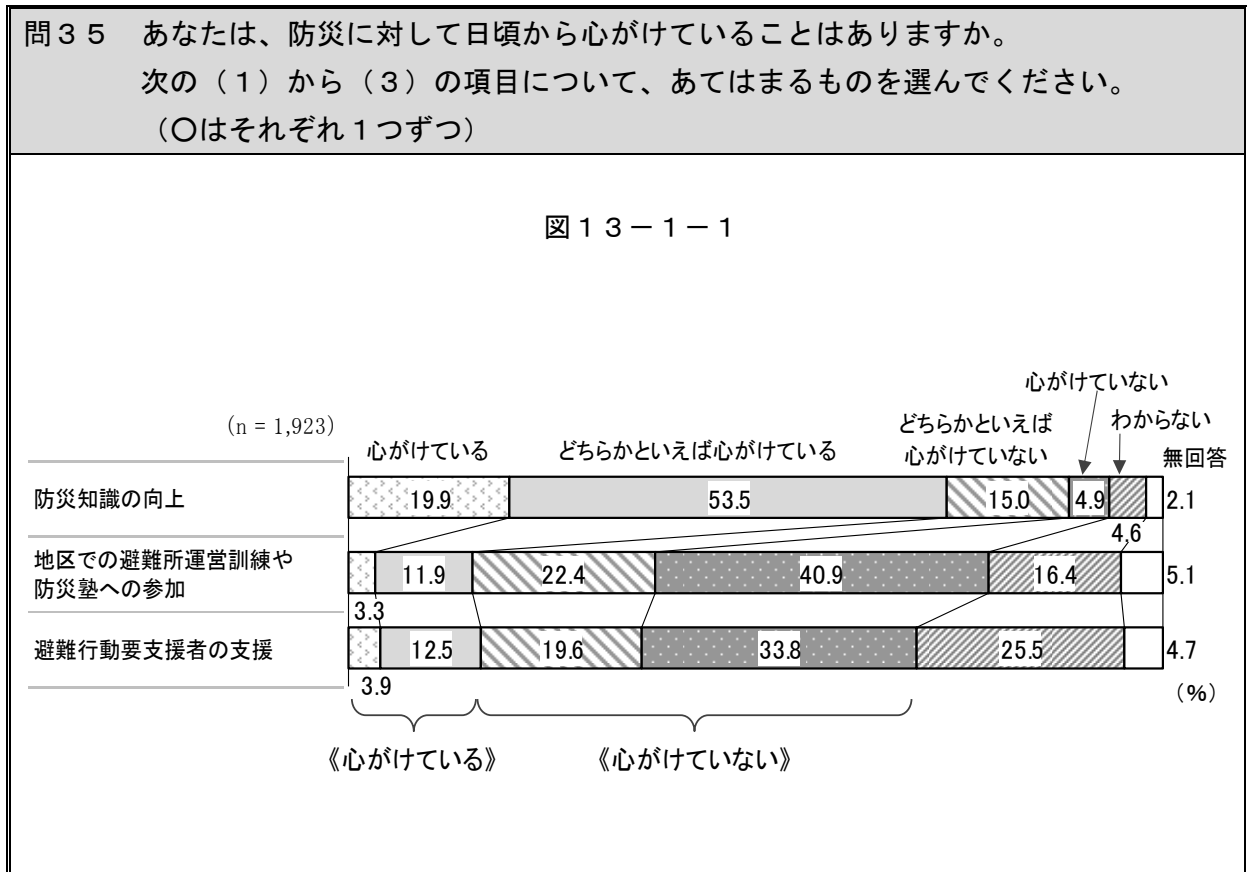 問35 あなたは、防災に対して日頃から心がけていることはありますか。
次の(1)から(3)の項目について、あてはまるものを選んでください。
(○はそれぞれ1つずつ)
図13-1-1
(n = 1,923)
心がけている
どちらかといえば心がけている
どちらかといえば
心がけていない
心がけていない
わからない
無回答
防災知識の向上
19.9
53.5
15.0
4.9
4.6
2.1
地区での避難所運営訓練や
防災塾への参加
3.3
11.9
22.4
40.9
16.4
5.1
避難行動要支援者の支援
3.9
12.5
19.6
33.8
25.5
4.7
(%)
《心がけている》
《心がけていない》